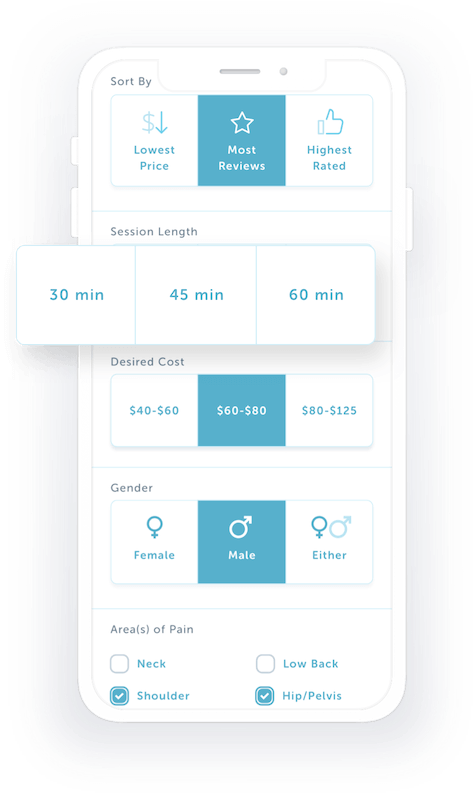 Sort By
Lowest Price
Most Reviews
Highest Rated
Session Length
30 min
45 min
60 min
Desired Cost
$40-$60
$60-$80
$80-$125
Gender
Female
Male
Either
Area(s) of Pain
Neck
Low Back
Shoulder
Hip/Pelvis